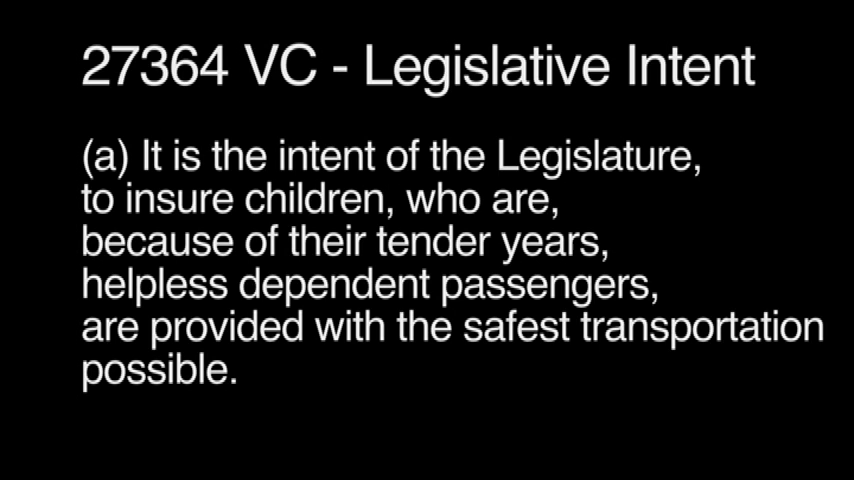 27364 VC - Legislative Intent
(a) It is the intent of the Legislature,
to insure children, who are,
because of their tender years,
helpless dependent passengers,
are provided with the safest transportation
possible.